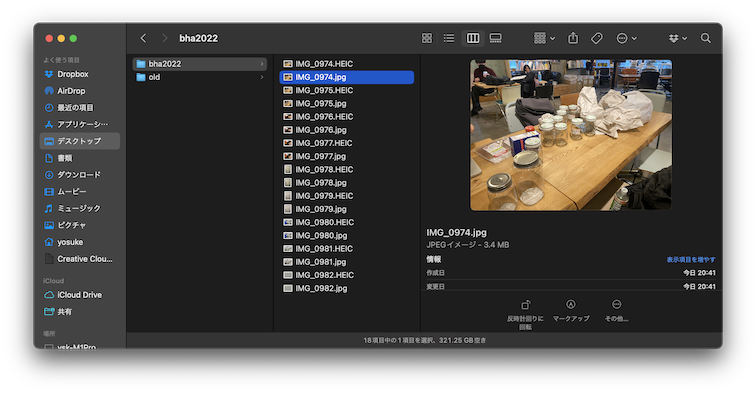 bha2022
よく使う項目
Dropbox
AirDrop
最近の項目
アプリケーシ…
デスクトップ
書類
ダウンロード
ムービー
ミュージック
ピクチャ
yosuke
Creative Clou…
iCloud
iCloud Drive
共有
場所
ysk-M1Pro
bha2022
old
IMG_0974.HEIC
IMG_0974.jpg
IMG_0975.HEIC
IMG_0975.jpg
IMG_0976.HEIC
IMG_0976.jpg
IMG_0977.HEIC
IMG_0977.jpg
IMG_0978.HEIC
IMG_0978.jpg
IMG_0979.HEIC
IMG_0979.jpg
IMG_0980.HEIC
IMG_0980.jpg
IMG_0981.HEIC
IMG_0981.jpg
IMG_0982.HEIC
IMG_0982.jpg
IMG_0974.jpg
JPEGイメージ - 3.4 MB
情報 表示項目を増やす
作成日 今日 20:41
変更日 今日 20:41
反時計回りに
回転
マークアップ
その他...
18項目中の1項目を選択、321.25 GB空き